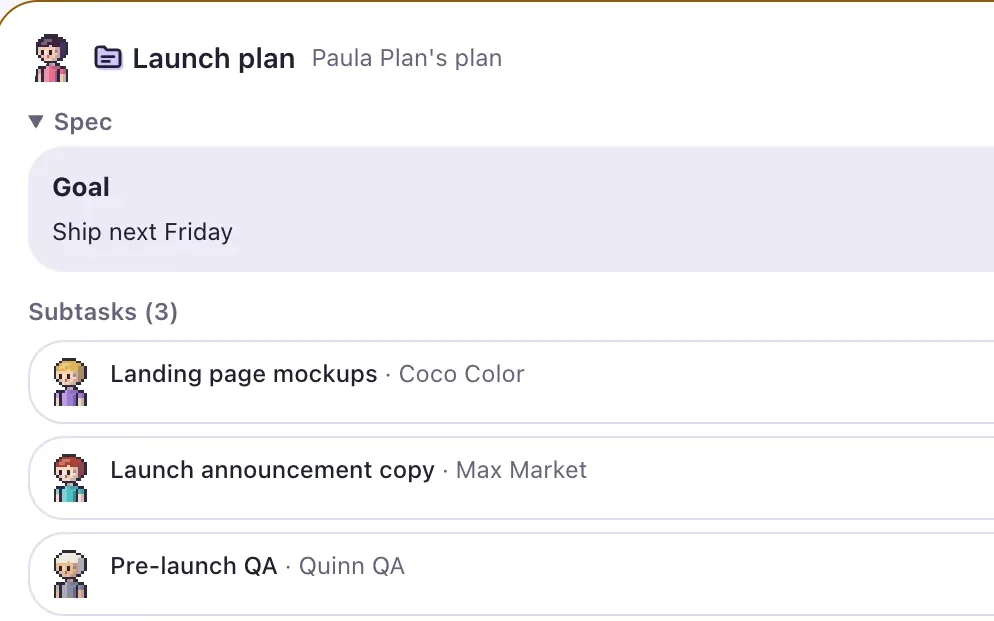 Launch plan Paula Plan's plan
▼ Spec
Goal
Ship next Friday
Subtasks (3)
Landing page mockups · Coco Color
Launch announcement copy · Max Market
Pre-launch QA · Quinn QA